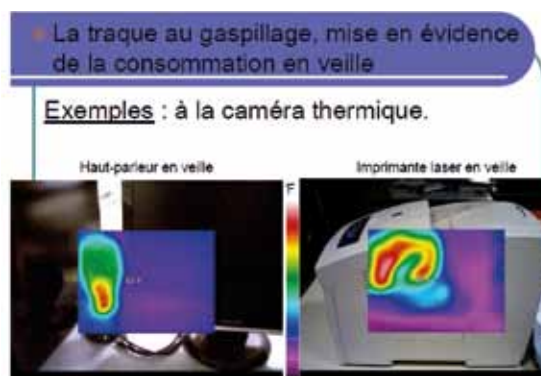 La traque au gaspillage, mise en évidence
de la consommation en veille
Exemples : à la caméra thermique.
Haut-parleur en veille
Imprimante laser en veille
F